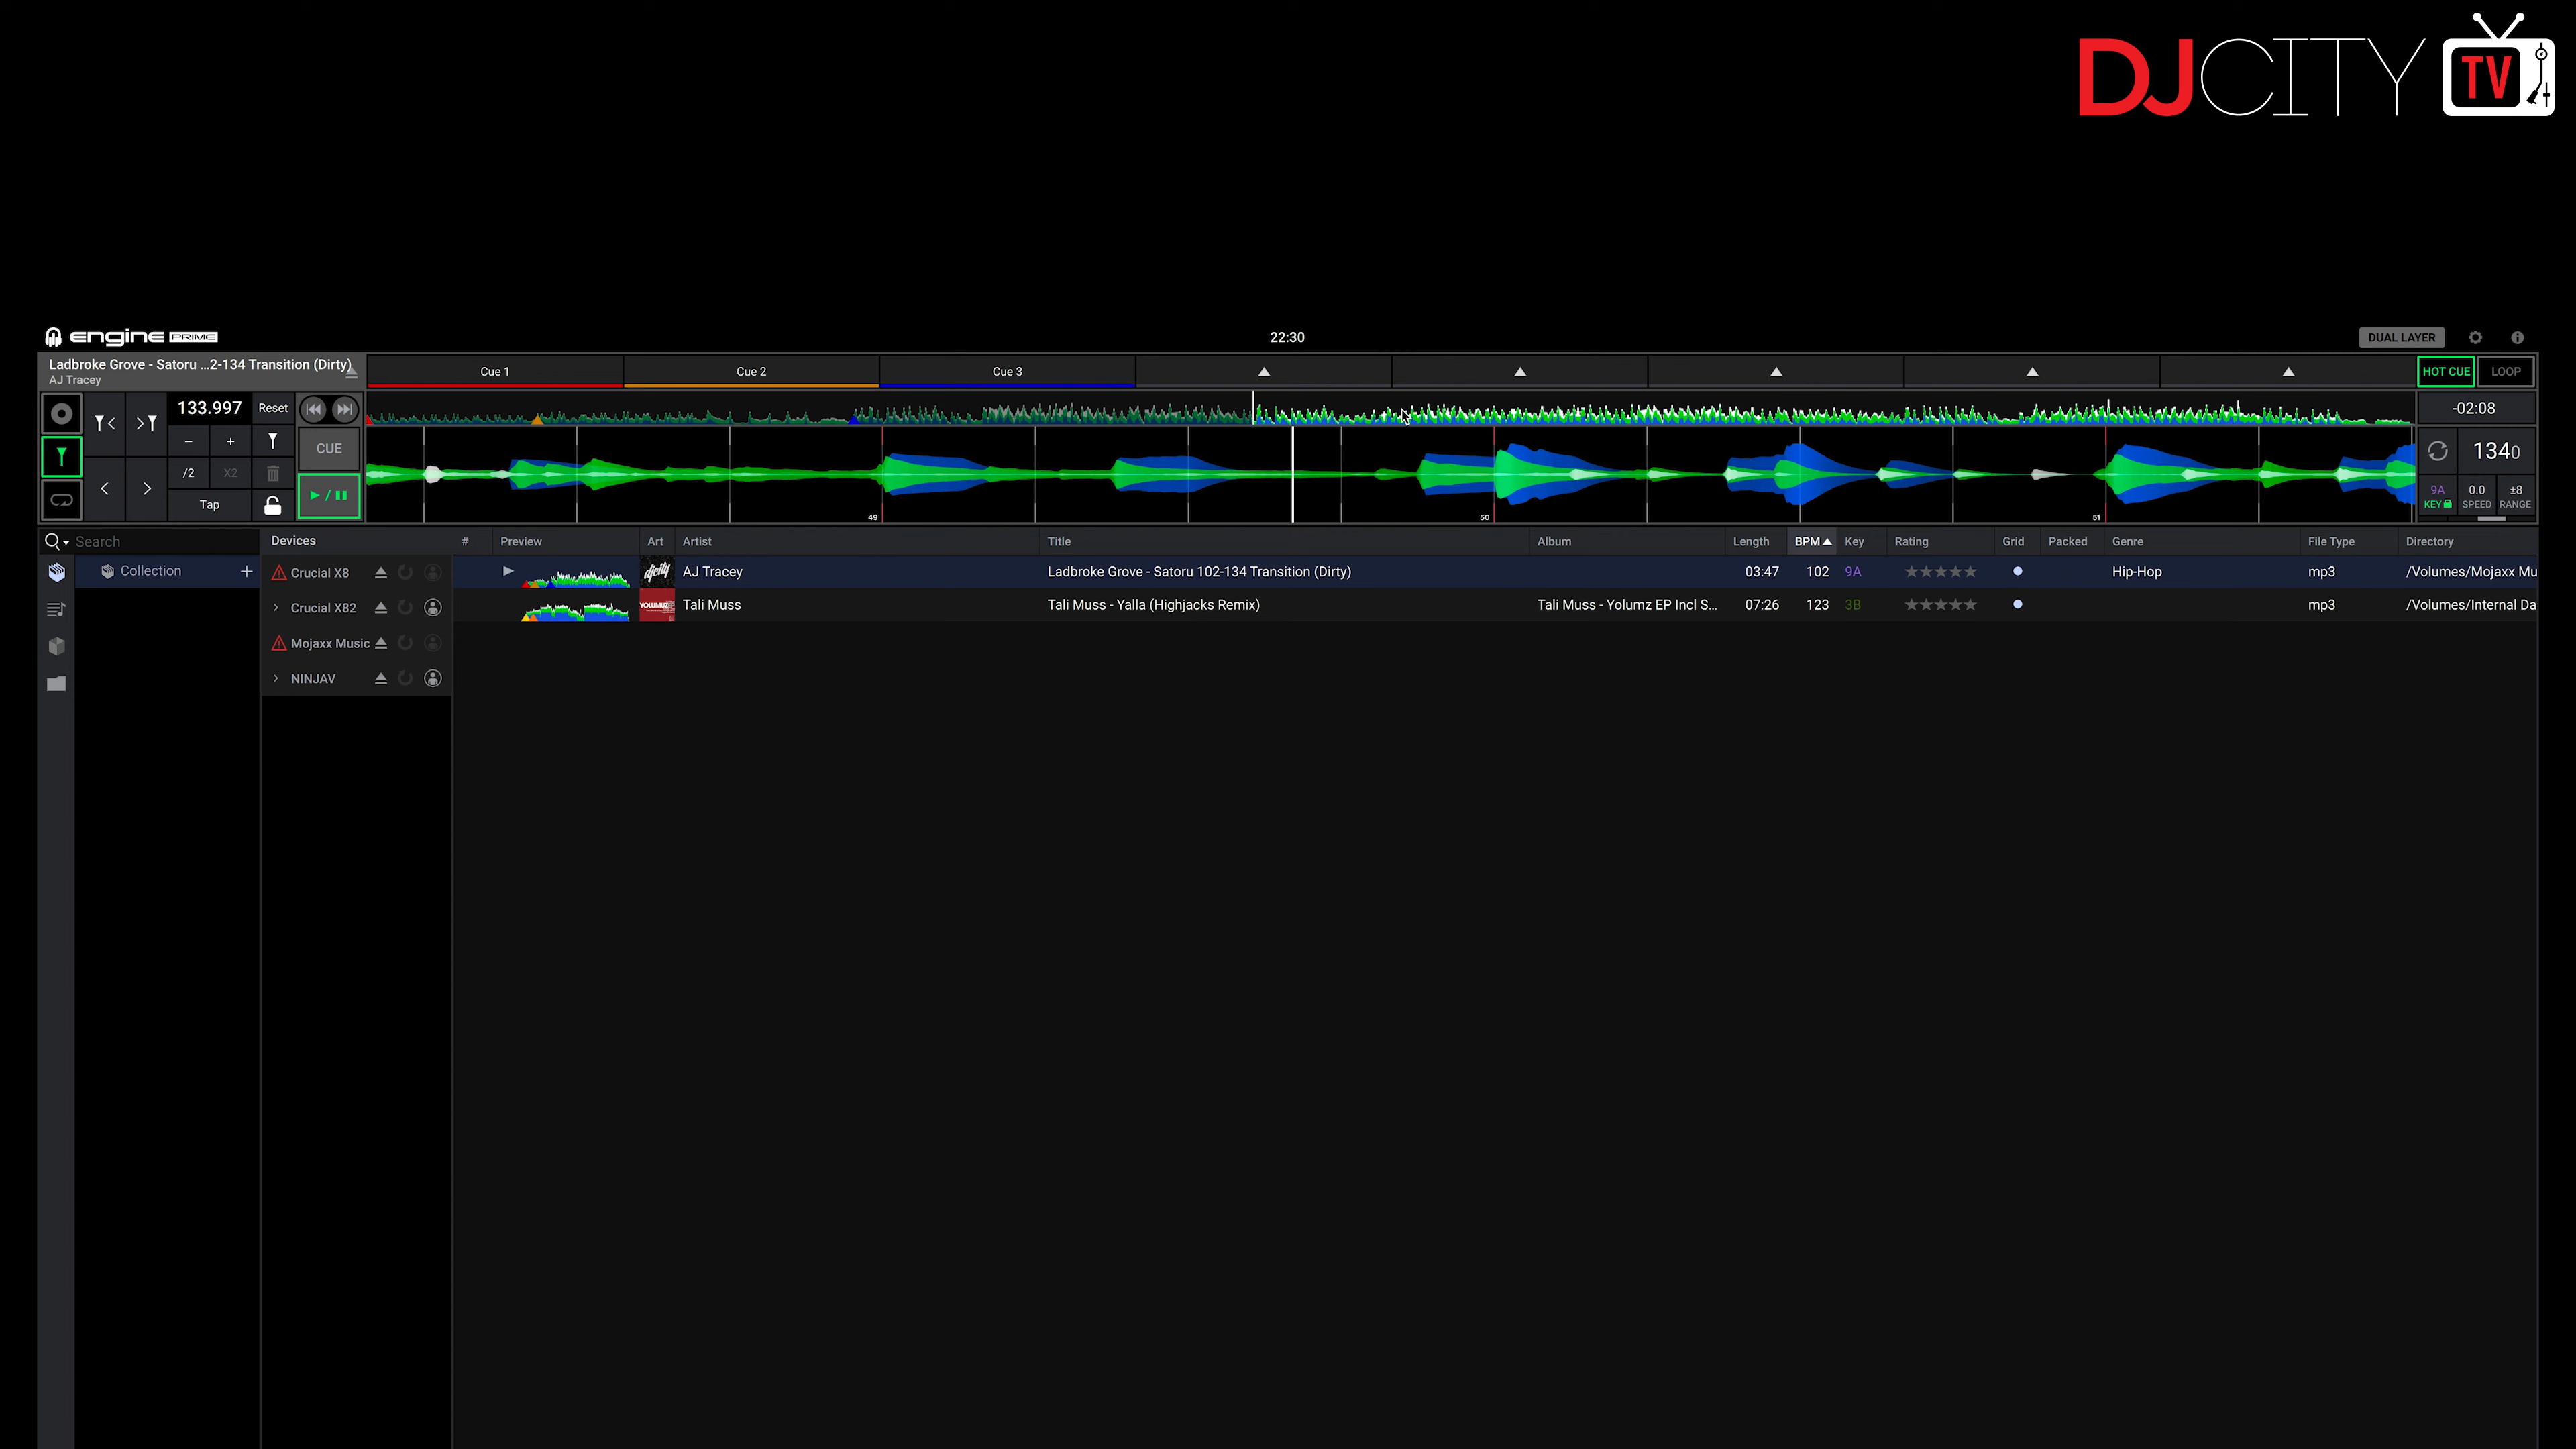 DJCITY TV
engine PRIME
22:30
DUAL LAYER
Ladbroke Grove - Satoru ...2-134 Transition (Dirty)
AJ Tracey
Cue 1
Cue 2
Cue 3
HOT CUE
LOOP
133.997
Reset
-02:08
CUE
1340
/2
X2
Tap
9A
KEY
0.0
SPEED
±8
RANGE
49
50
51
Search
Devices
# Preview Art Artist Title Album Length BPM Key Rating Grid Packed Genre File Type Directory
Collection
Crucial X8
Crucial X82
Mojaxx Music
NINJAV
djcity AJ Tracey Ladbroke Grove - Satoru 102-134 Transition (Dirty) 03:47 102 9A Hip-Hop mp3 /Volumes/Mojaxx Mu
YOLUMZ Tali Muss Tali Muss - Yalla (Highjacks Remix) Tali Muss - Yolumz EP Incl S... 07:26 123 3B mp3 /Volumes/Internal Da